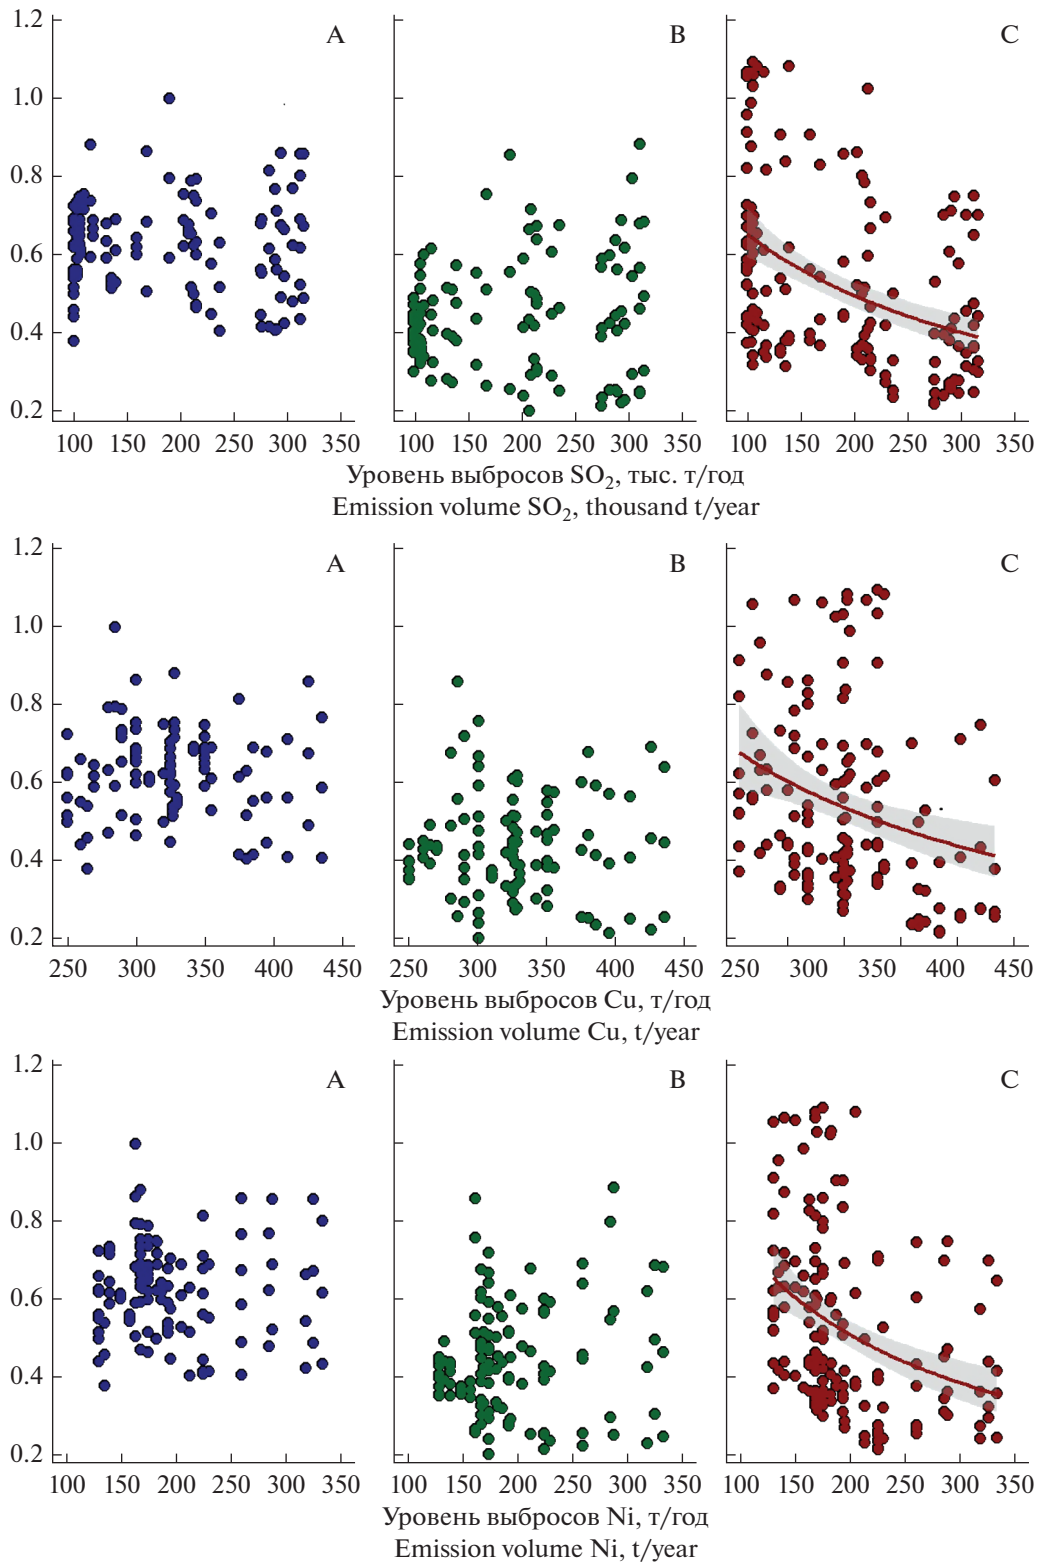 1.2
1.0
0.8
0.6
0.4
0.2
A
B
C
100 150 200 250 300 350
100 150 200 250 300 350
100 150 200 250 300 350
Уровень выбросов SO₂, тыс. т/год
Emission volume SO₂, thousand t/year
1.2
1.0
0.8
0.6
0.4
0.2
A
B
C
250 300 350 400 450
250 300 350 400 450
250 300 350 400 450
Уровень выбросов Cu, т/год
Emission volume Cu, t/year
1.2
1.0
0.8
0.6
0.4
0.2
A
B
C
100 150 200 250 300 350
100 150 200 250 300 350
100 150 200 250 300 350
Уровень выбросов Ni, т/год
Emission volume Ni, t/year